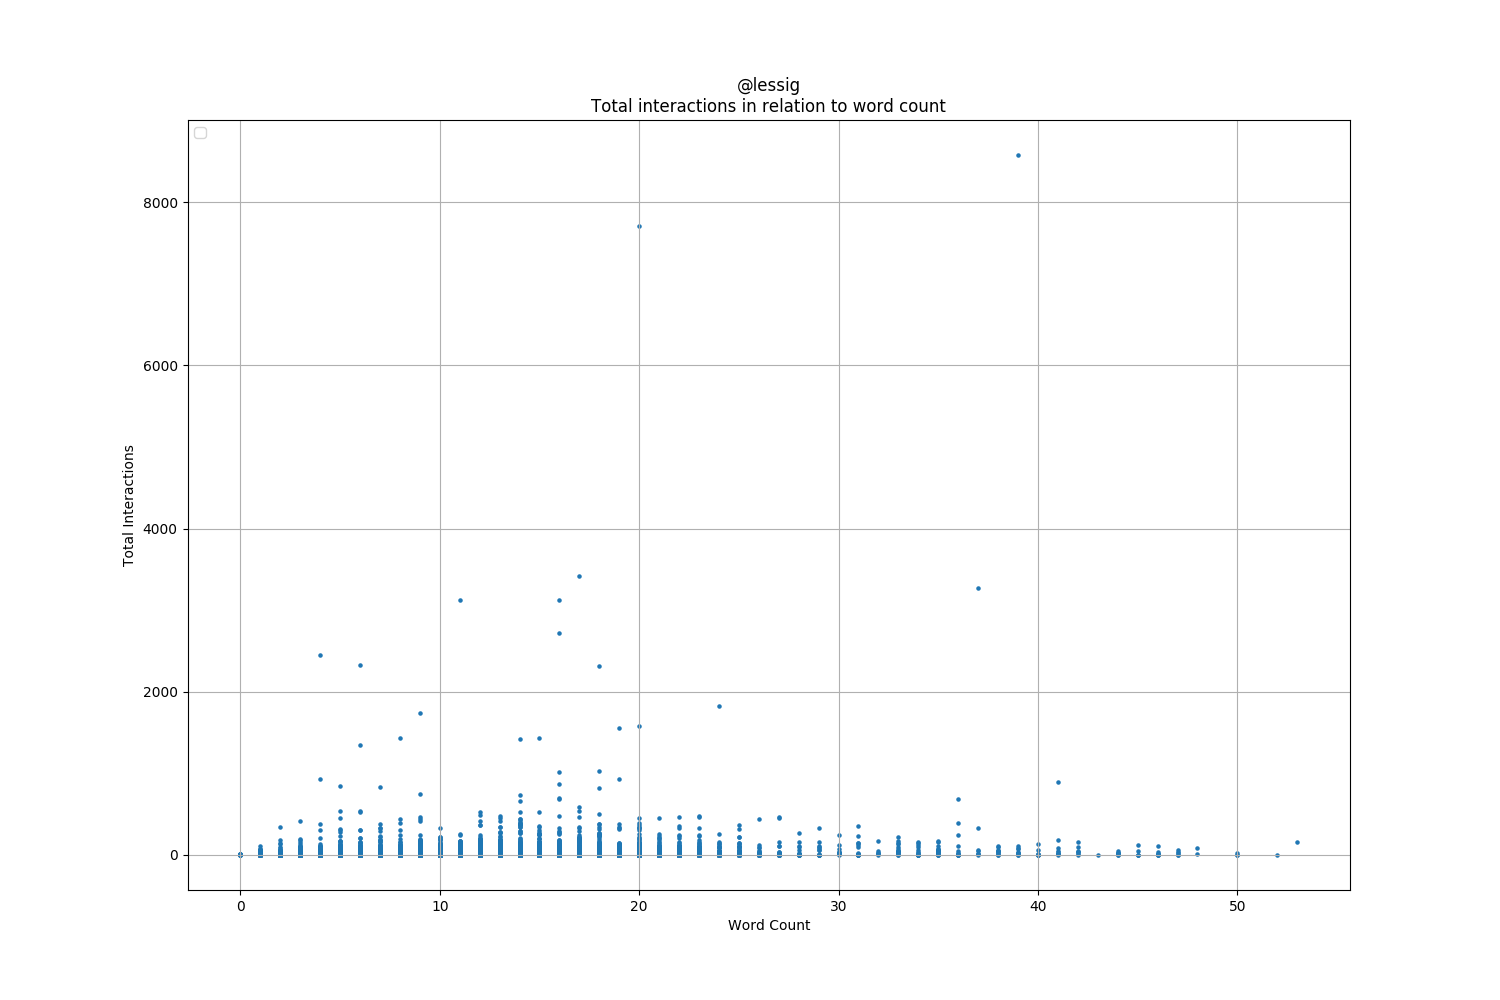 @lessig
Total interactions in relation to word count
8000
6000
4000
2000
0
Total Interactions
0 10 20 30 40 50
Word Count